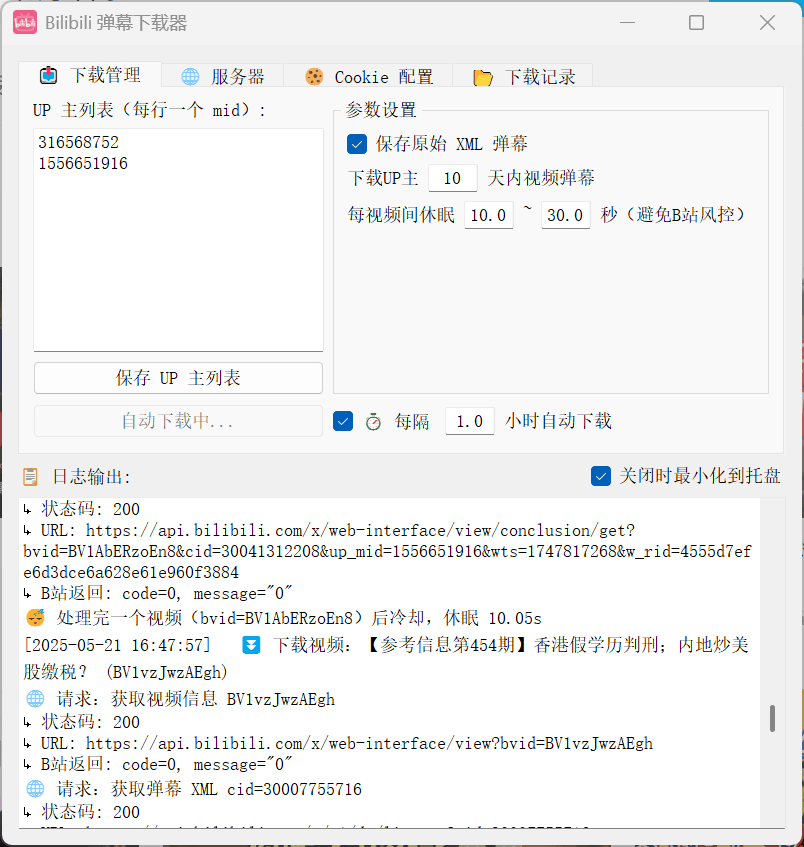 Bilibili 弹幕下载器
下载管理
服务器
Cookie 配置
下载记录
UP 主列表（每行一个 mid）:
316568752
1556651916
保存 UP 主列表
自动下载中...
参数设置
保存原始 XML 弹幕
下载UP主 10 天内视频弹幕
每视频间休眠 10.0 ~ 30.0 秒（避免B站风控）
每隔 1.0 小时自动下载
日志输出:
关闭时最小化到托盘
↳ 状态码: 200
↳ URL: https://api.bilibili.com/x/web-interface/view/conclusion/get?
bvid=BV1AbERzoEn8&cid=30041312208&up_mid=1556651916&wts=1747817268&w_rid=4555d7ef
e6d3dce6a628e61e960f3884
↳ B站返回: code=0, message="0"
😴 处理完一个视频（bvid=BV1AbERzoEn8）后冷却，休眠 10.05s
[2025-05-21 16:47:57] ⏬ 下载视频: 【参考信息第454期】香港假学历判刑；内地炒美
股缴税？ (BV1vzJwzAEgh)
🌐 请求: 获取视频信息 BV1vzJwzAEgh
↳ 状态码: 200
↳ URL: https://api.bilibili.com/x/web-interface/view?bvid=BV1vzJwzAEgh
↳ B站返回: code=0, message="0"
🌐 请求: 获取弹幕 XML cid=30007755716
↳ 状态码: 200